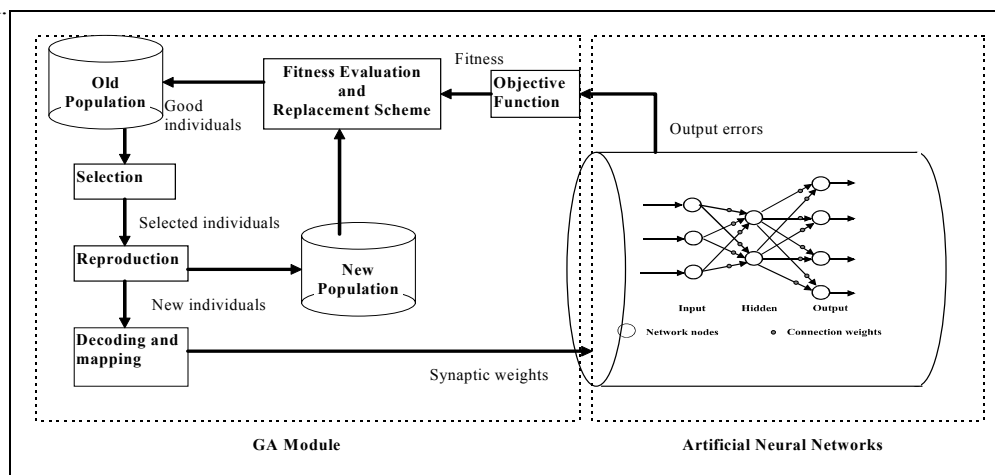 Old
Population
Good
individuals
Fitness Evaluation
and
Replacement Scheme
Fitness
Objective
Function
Output errors
Selection
Selected individuals
Reproduction
New
Population
New individuals
Decoding and
mapping
Synaptic weights
Input Hidden Output
Network nodes Connection weights
GA Module
Artificial Neural Networks